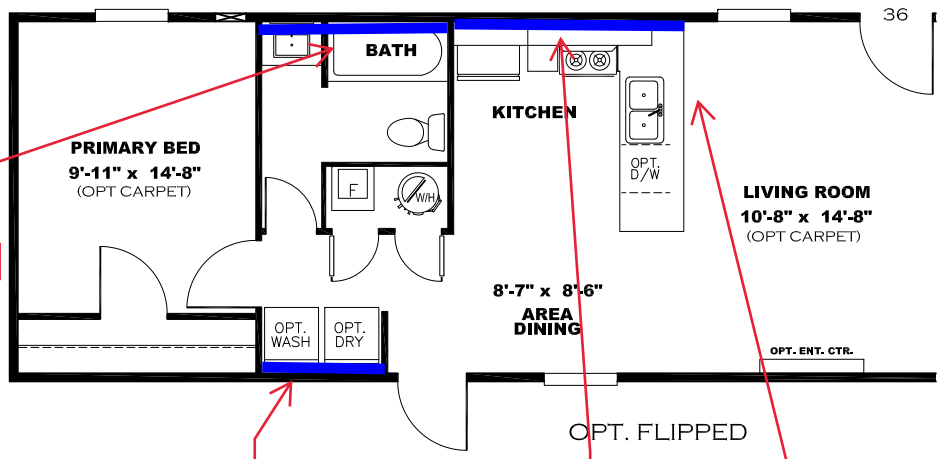 36
BATH
KITCHEN
PRIMARY BED
9'-11" x 14'-8"
(OPT CARPET)
F
W/H
OPT.
D/W
LIVING ROOM
10'-8" x 14'-8"
(OPT CARPET)
8'-7" x 8'-6"
AREA
DINING
OPT.
WASH
OPT.
DRY
OPT. ENT. CTR.
OPT. FLIPPED